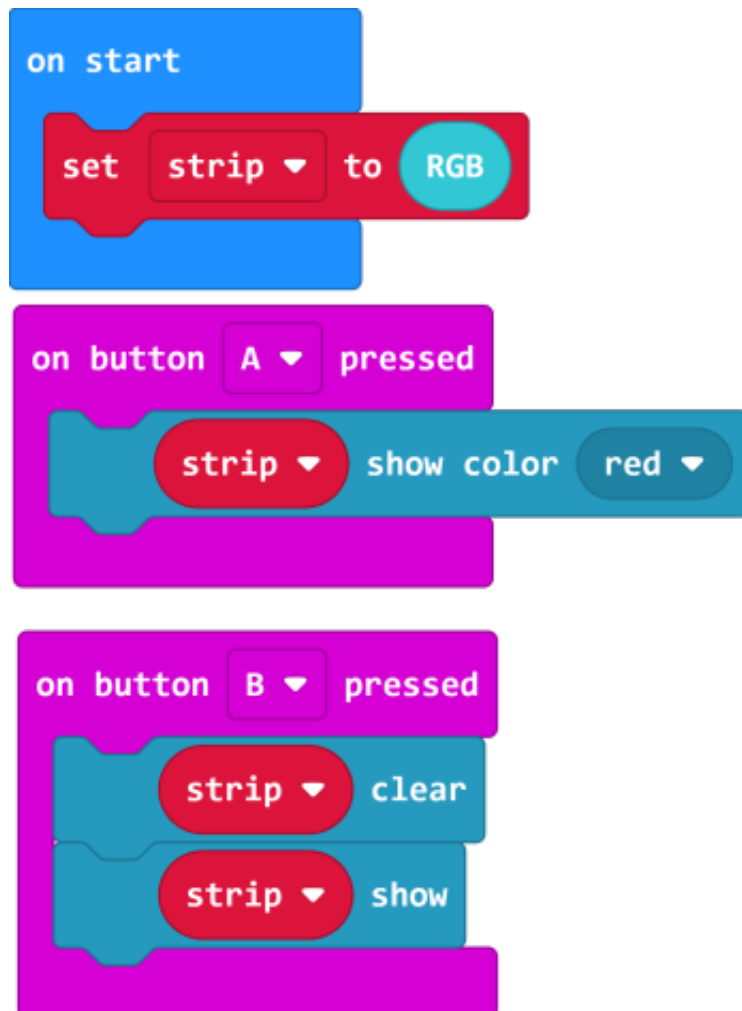 on start
set strip to RGB
on button A pressed
strip show color red
on button B pressed
strip clear
strip show